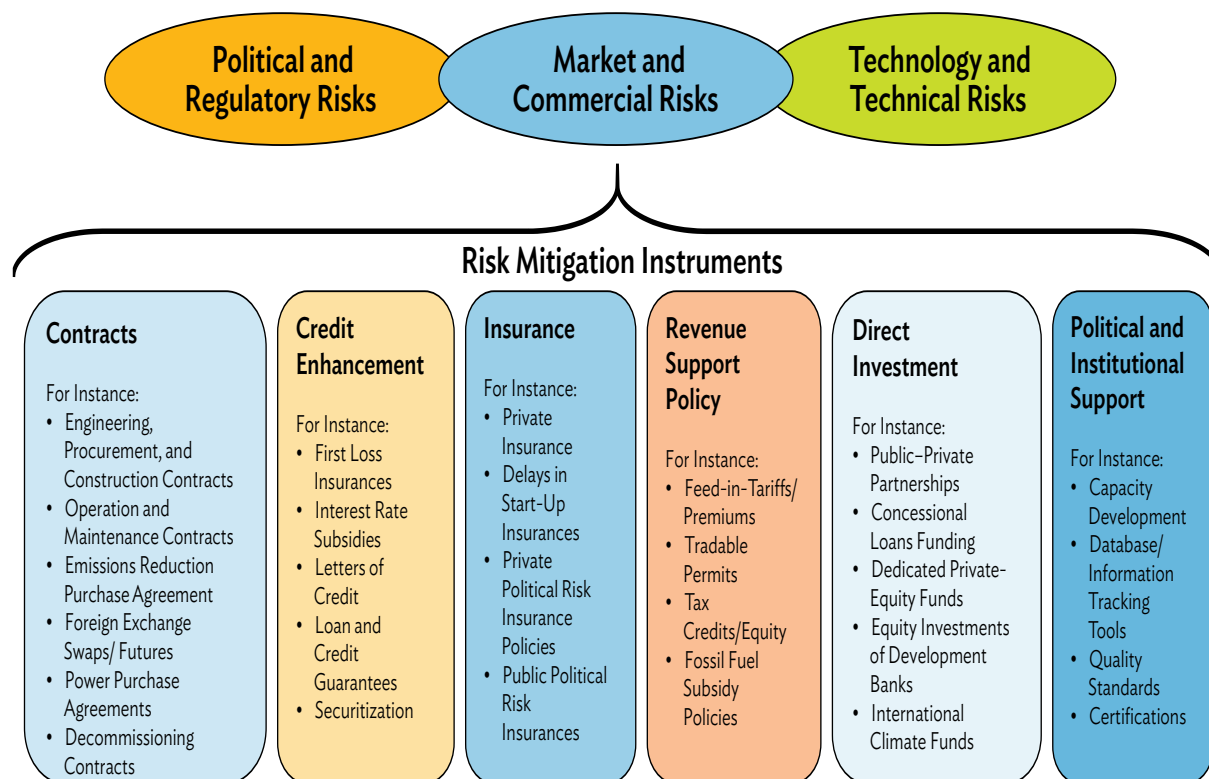 Political and
Regulatory Risks
Market and
Commercial Risks
Technology and
Technical Risks
Risk Mitigation Instruments
Contracts
For Instance:
• Engineering,
Procurement, and
Construction Contracts
• Operation and
Maintenance Contracts
• Emissions Reduction
Purchase Agreement
• Foreign Exchange
Swaps/ Futures
• Power Purchase
Agreements
• Decommissioning
Contracts
Credit
Enhancement
For Instance:
• First Loss
Insurances
• Interest Rate
Subsidies
• Letters of
Credit
• Loan and
Credit
Guarantees
• Securitization
Insurance
For Instance:
• Private
Insurance
• Delays in
Start-Up
Insurances
• Private
Political Risk
Insurance
Policies
• Public Political
Risk
Insurances
Revenue
Support
Policy
For Instance:
• Feed-in-Tariffs/
Premiums
• Tradable
Permits
• Tax
Credits/Equity
• Fossil Fuel
Subsidy
Policies
Direct
Investment
For Instance:
• Public–Private
Partnerships
• Concessional
Loans Funding
• Dedicated Private-
Equity Funds
• Equity Investments
of Development
Banks
• International
Climate Funds
Political and
Institutional
Support
For Instance:
• Capacity
Development
• Database/
Information
Tracking
Tools
• Quality
Standards
• Certifications